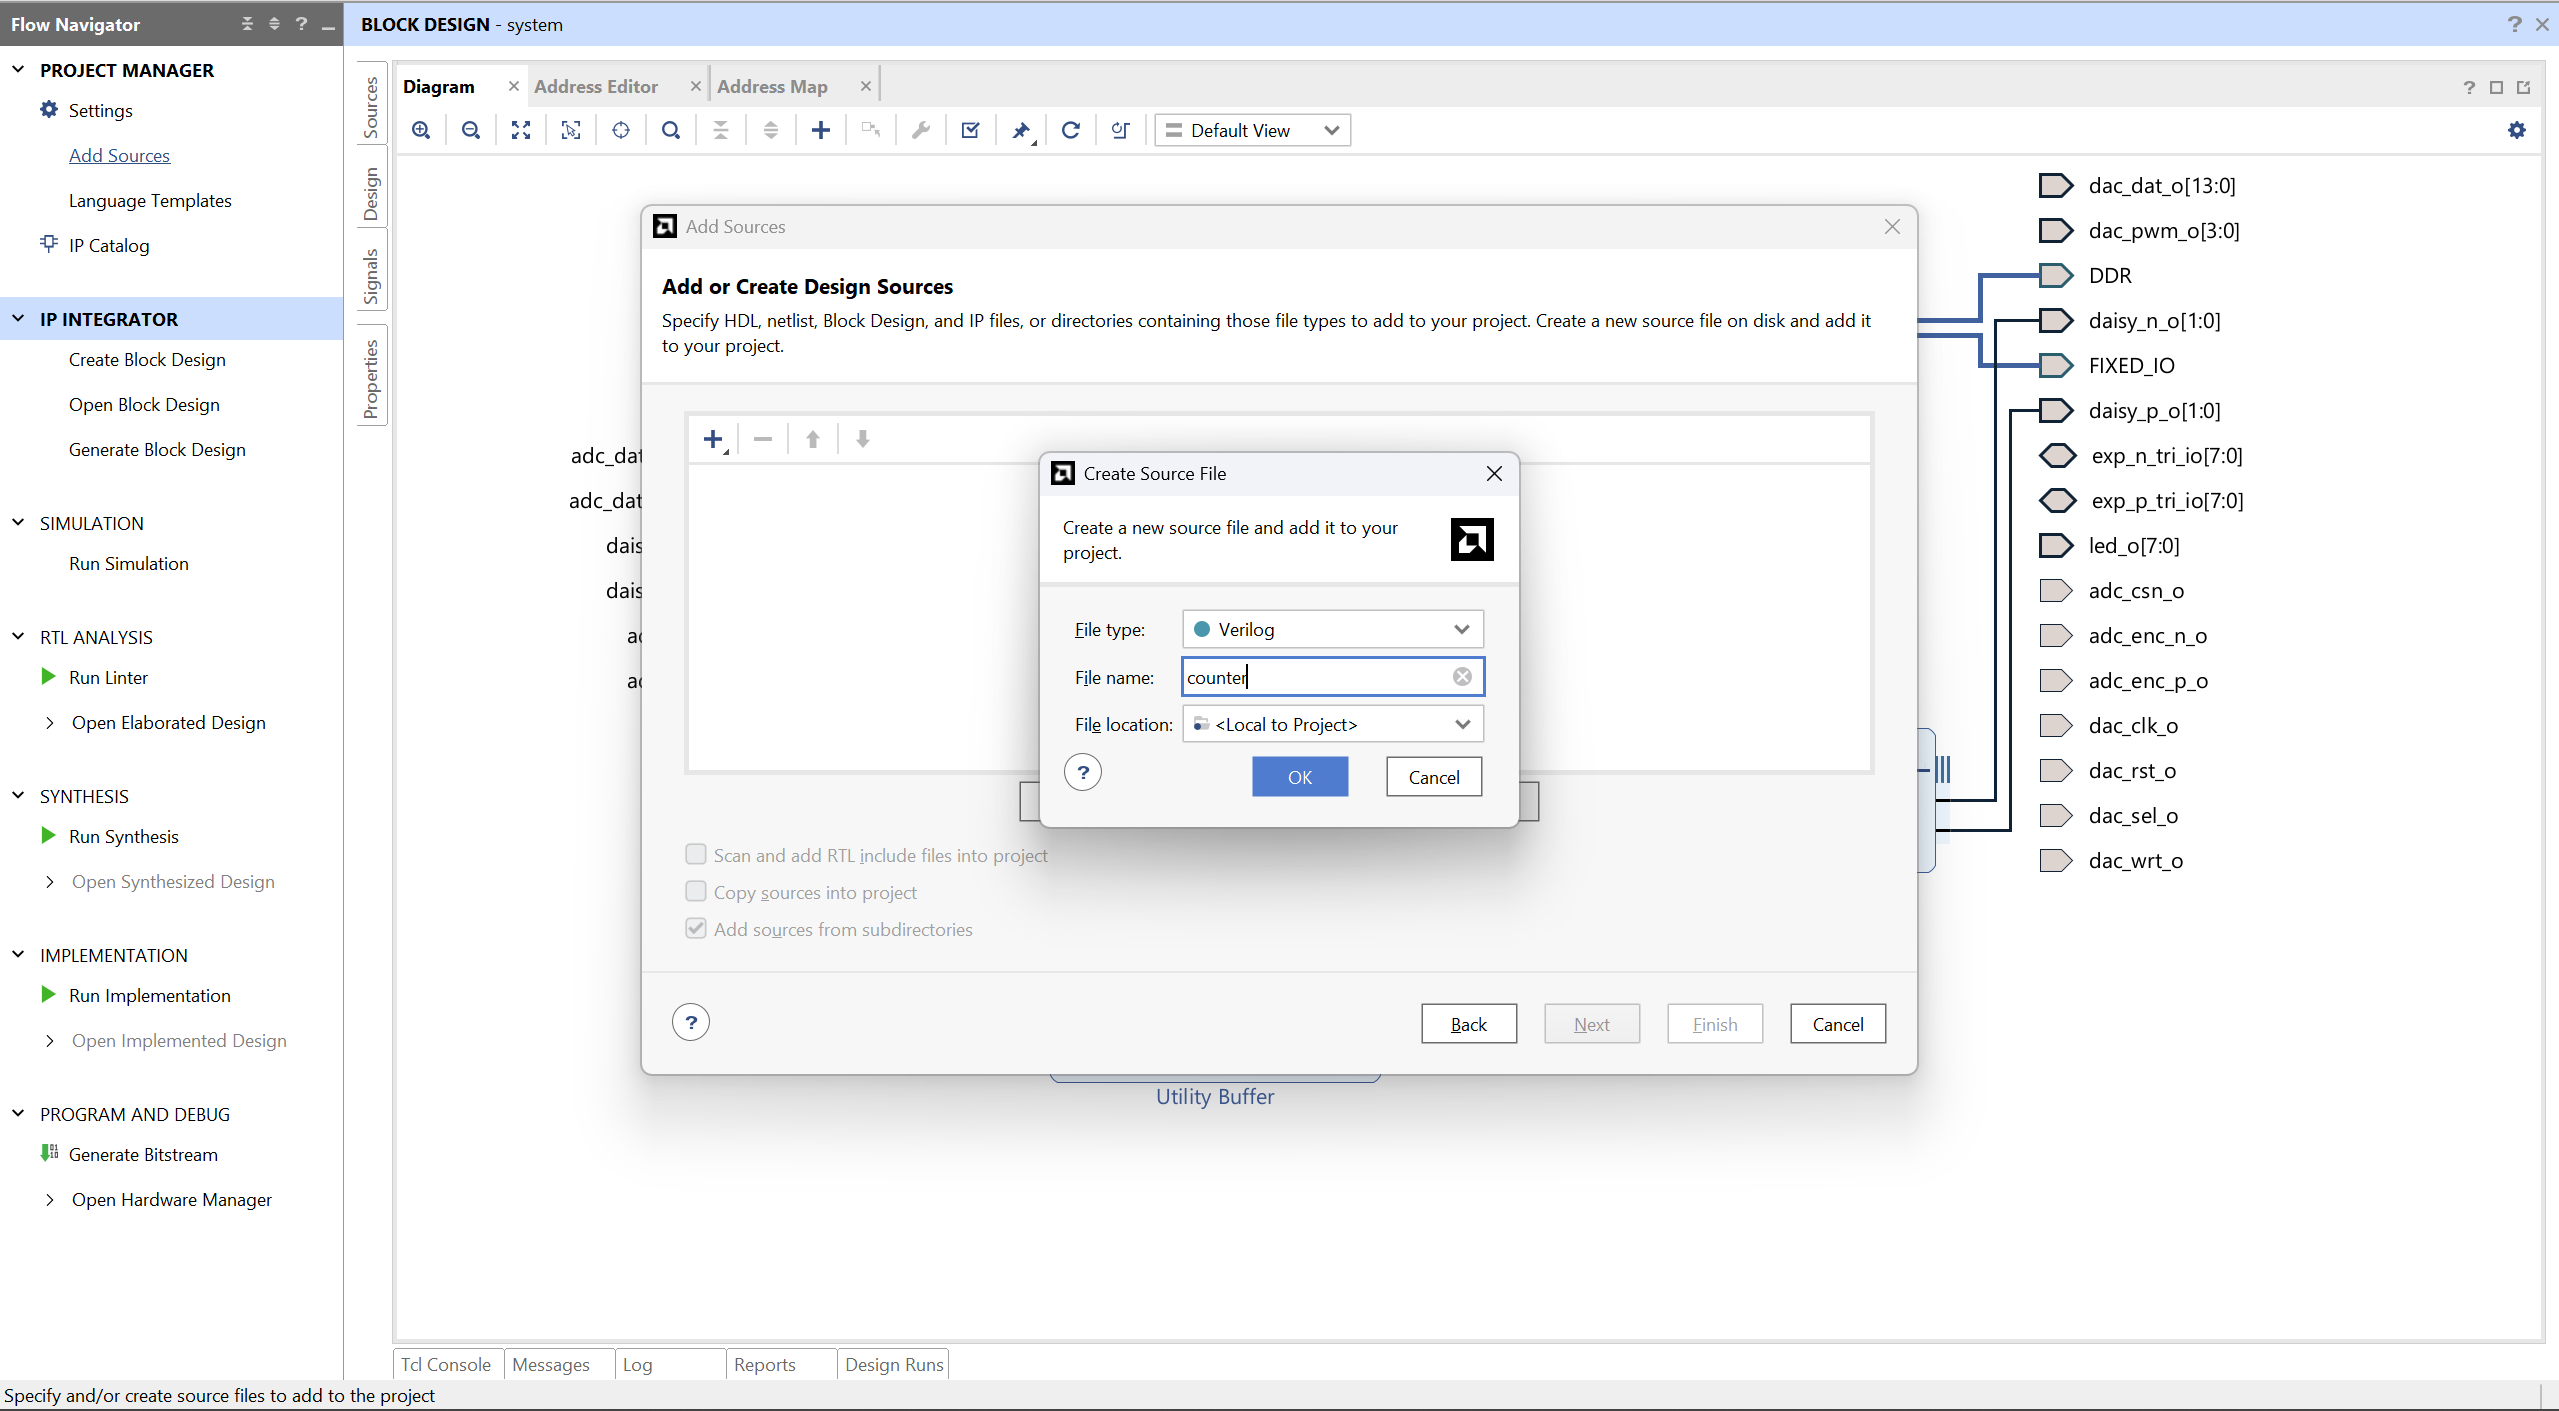 Flow Navigator
BLOCK DESIGN - system
PROJECT MANAGER
Settings
Add Sources
Language Templates
IP Catalog
IP INTEGRATOR
Create Block Design
Open Block Design
Generate Block Design
SIMULATION
Run Simulation
RTL ANALYSIS
Run Linter
Open Elaborated Design
SYNTHESIS
Run Synthesis
Open Synthesized Design
IMPLEMENTATION
Run Implementation
Open Implemented Design
PROGRAM AND DEBUG
Generate Bitstream
Open Hardware Manager
Sources
Design
Signals
Properties
Diagram
Address Editor
Address Map
Default View
adc_dat
adc_dat
dais
dais
Add Sources
Add or Create Design Sources
Specify HDL, netlist, Block Design, and IP files, or directories containing those file types to add to your project. Create a new source file on disk and add it
to your project.
Create Source File
Create a new source file and add it to your
project.
File type: Verilog
File name: counter
File location: <Local to Project>
? OK Cancel
Scan and add RTL include files into project
Copy sources into project
Add sources from subdirectories
? Back Next Finish Cancel
Utility Buffer
dac_dat_o[13:0]
dac_pwm_o[3:0]
DDR
daisy_n_o[1:0]
FIXED_IO
daisy_p_o[1:0]
exp_n_tri_io[7:0]
exp_p_tri_io[7:0]
led_o[7:0]
adc_csn_o
adc_enc_n_o
adc_enc_p_o
dac_clk_o
dac_rst_o
dac_sel_o
dac_wrt_o
Tcl Console Messages Log Reports Design Runs
Specify and/or create source files to add to the project